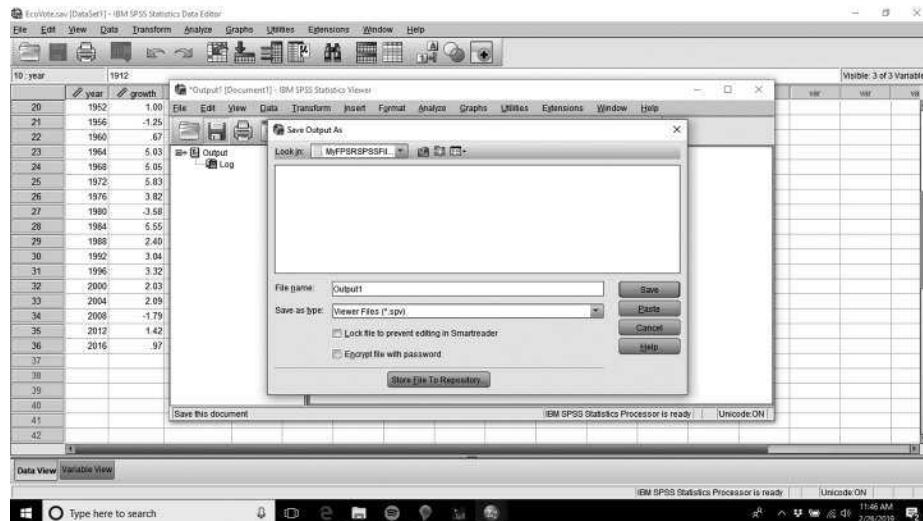 EcoVote.sav [DataSet1] - IBM SPSS Statistics Data Editor
File Edit View Data Transform Analyze Graphs Utilities Extensions Window Help
10 : year 1912 Visible: 3 of 3 Variable
year growth var var
20 1952 1.00
21 1956 -1.25
22 1960 .67
23 1964 5.03
24 1968 5.05
25 1972 5.83
26 1976 3.82
27 1980 -3.58
28 1984 5.55
29 1988 2.40
30 1992 3.04
31 1996 3.32
32 2000 2.03
33 2004 2.09
34 2008 -1.79
35 2012 1.42
36 2016 .97
37
38
39
40
41
42
*Output1 [Document1] - IBM SPSS Statistics Viewer
File Edit View Data Transform Insert Format Analyze Graphs Utilities Extensions Window Help
Output
Log
Save Output As
Look in: MyFPSRSPSSFil...
File name: Output1
Save as type: Viewer Files (*.spv)
Lock file to prevent editing in Smartreader
Encrypt file with password
Save
Paste
Cancel
Help
Store File To Repository...
Save this document IBM SPSS Statistics Processor is ready Unicode:ON
Data View Variable View
IBM SPSS Statistics Processor is ready Unicode:ON
Type here to search
11:46 AM